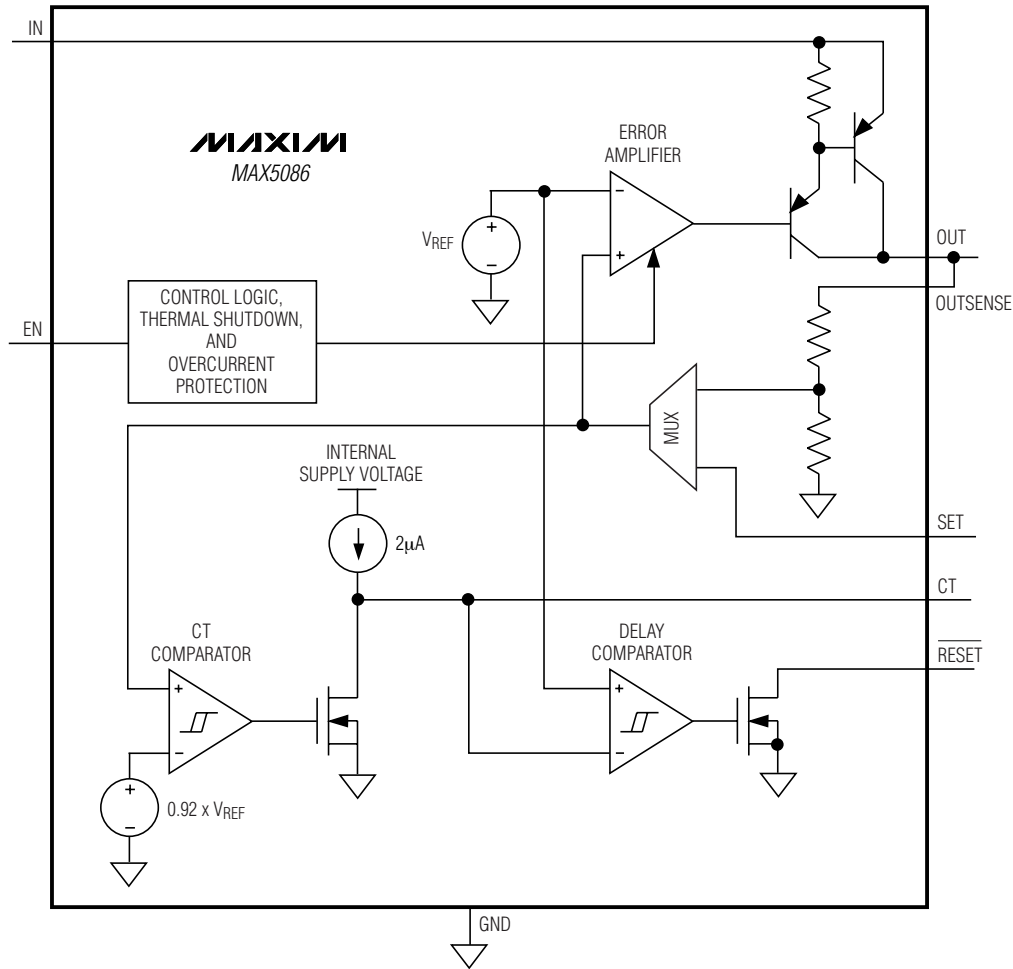 IN
MAXIM
MAX5086
ERROR
AMPLIFIER
−
+
VREF
+
−
OUT
OUTSENSE
EN
CONTROL LOGIC,
THERMAL SHUTDOWN,
AND
OVERCURRENT
PROTECTION
MUX
INTERNAL
SUPPLY VOLTAGE
2µA
SET
CT
CT
COMPARATOR
+
−
DELAY
COMPARATOR
+
−
RESET
+
−
0.92 x VREF
GND